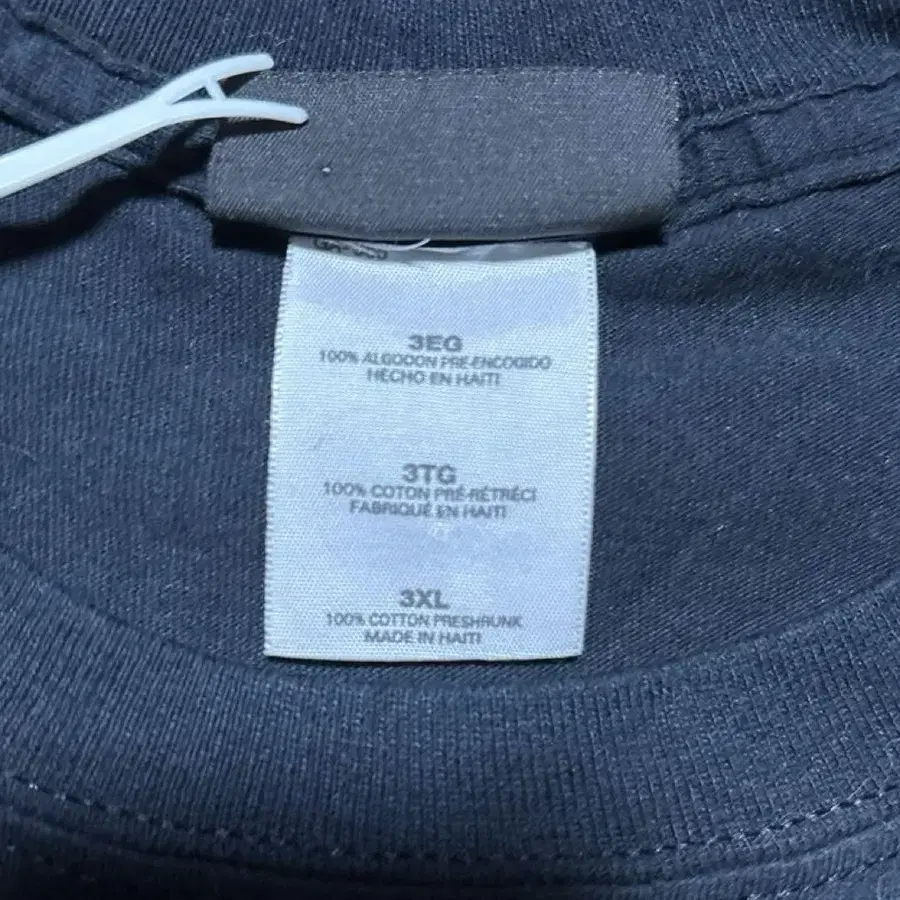 3EG
100% ALGODON PRE-ENCOGIDO
HECHO EN HAITI
3TG
100% COTON PRÉ-RÉTRÉCI
FABRIQUÉ EN HAITI
3XL
100% COTTON PRESHRUNK
MADE IN HAITI